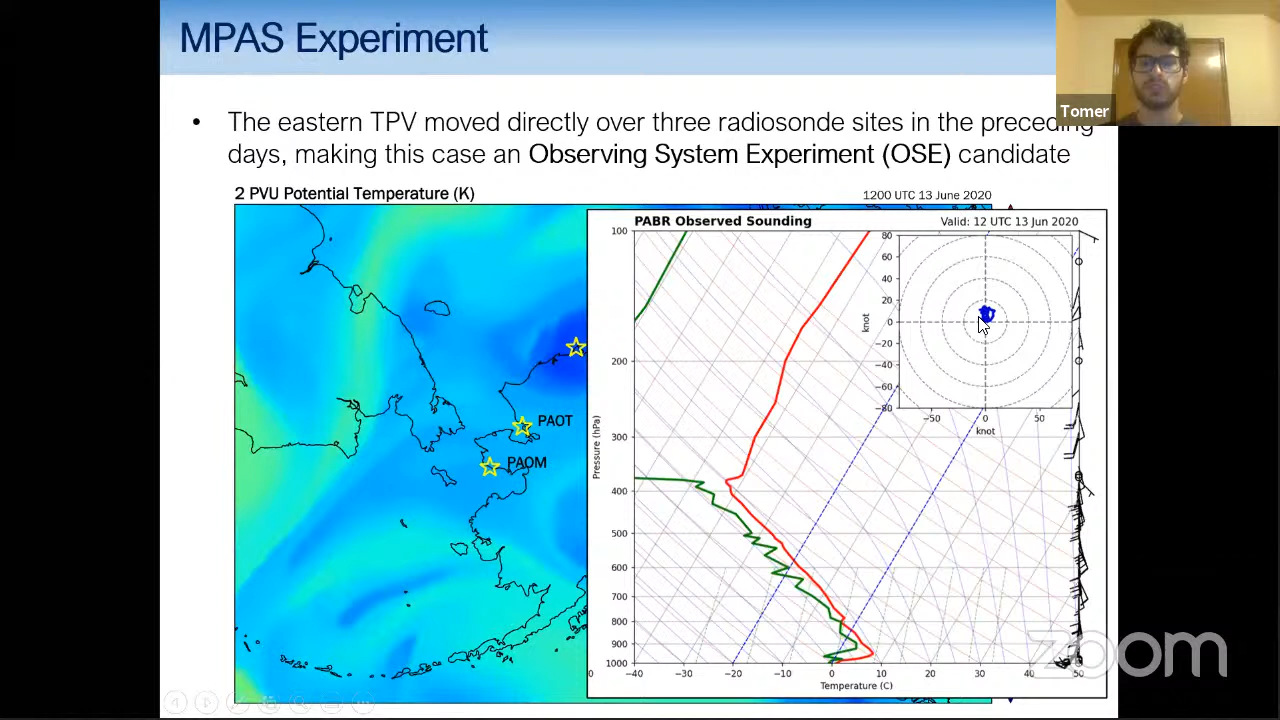 MPAS Experiment
Tomer
• The eastern TPV moved directly over three radiosonde sites in the preceding
days, making this case an Observing System Experiment (OSE) candidate
2 PVU Potential Temperature (K)
1200 UTC 13 June 2020
PABR Observed Sounding
Valid: 12 UTC 13 Jun 2020
100
200
300
400
500
600
700
800
900
1000
Pressure (hPa)
80
60
40
20
0
−20
−40
−60
−80
knot
−50
0
50
knot
PAOT
PAOM
0
−40
−30
−20
−10
0
10
20
30
40
50
Temperature (C)
zoom